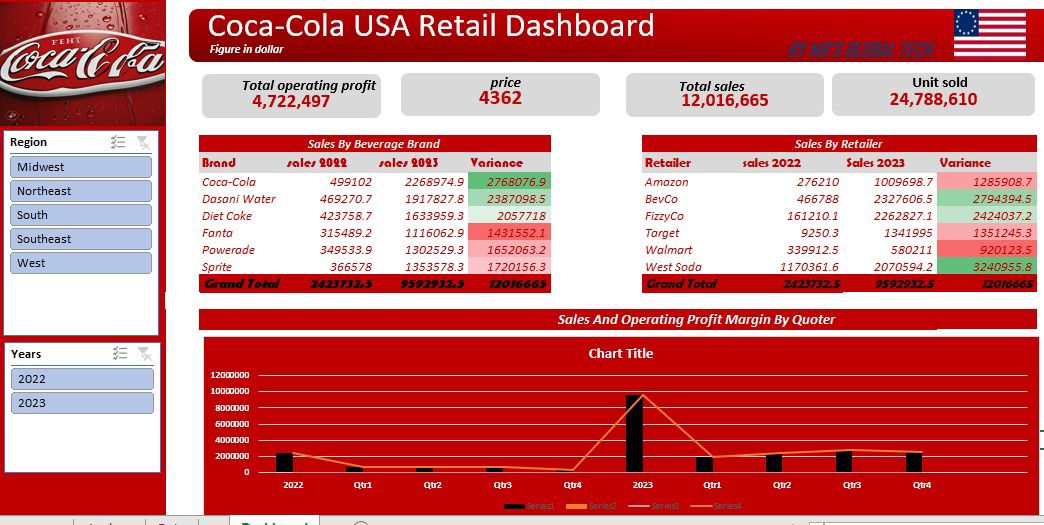 Coca-Cola USA Retail Dashboard
Figure in dollar
Coca-Cola
Total operating profit
4,722,497
price
4362
Total sales
12,016,665
Unit sold
24,788,610
Region
Midwest
Northeast
South
Southeast
West
Years
2022
2023
Sales By Beverage Brand
Brand sales 2022 sales 2023 Variance
Coca-Cola 499102 2268974.9 2768076.9
Dasani Water 469270.7 1917827.8 2387098.5
Diet Coke 423758.7 1633959.3 2057718
Fanta 315489.2 1116062.9 1431552.1
Powerade 349533.9 1302529.3 1652063.2
Sprite 366578 1353578.3 1720156.3
Grand Total 2423732.5 9592932.5 12016665
Sales By Retailer
Retailer sales 2022 Sales 2023 Variance
Amazon 276210 1009698.7 1285908.7
BevCo 466788 2327606.5 2794394.5
FizzyCo 161210.1 2262827.1 2424037.2
Target 9250.3 1341995 1351245.3
Walmart 339912.5 580211 920123.5
West Soda 1170361.6 2070594.2 3240955.8
Grand Total 2423732.5 9592932.5 12016665
Sales And Operating Profit Margin By Quoter
Chart Title
12000000
10000000
8000000
6000000
4000000
2000000
0
2022 Qtr1 Qtr2 Qtr3 Qtr4 2023 Qtr1 Qtr2 Qtr3 Qtr4
Series1 Series2 Series3 Series4